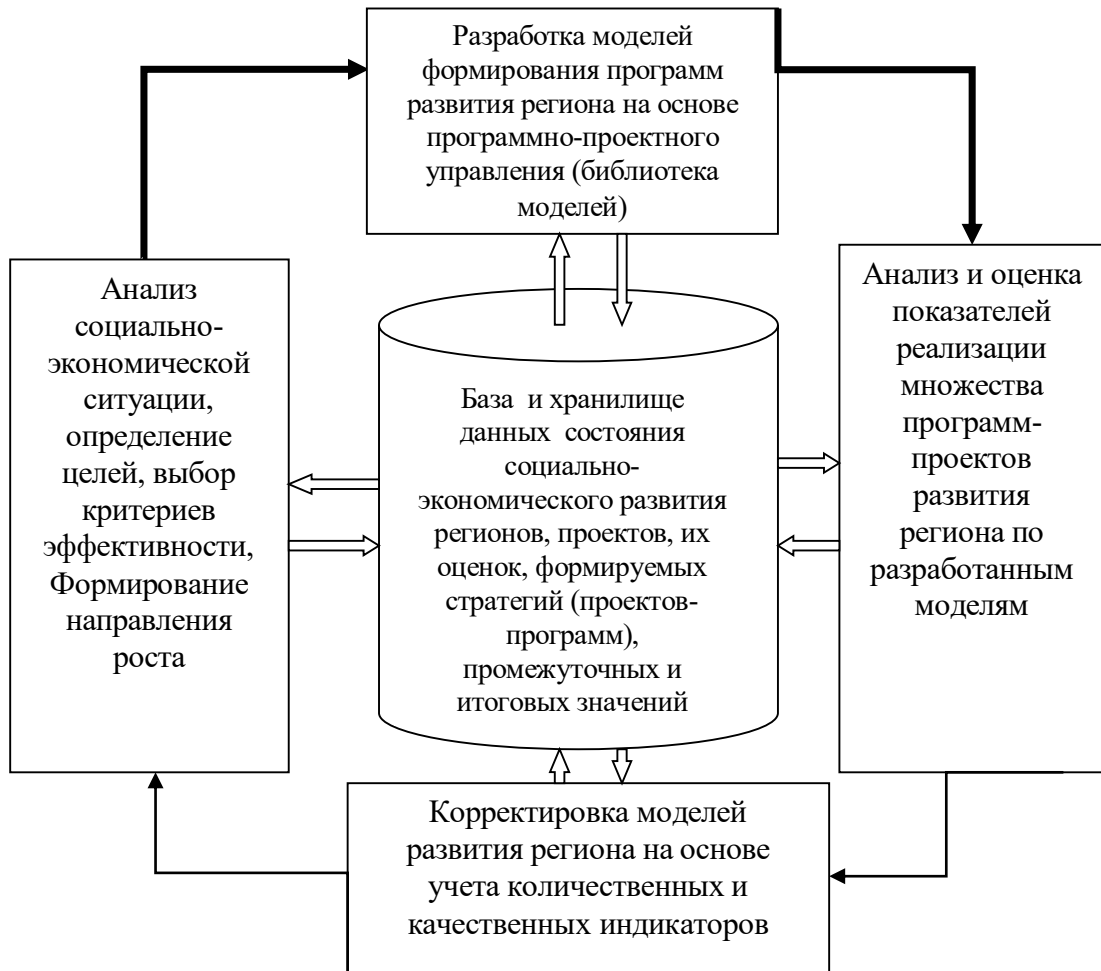 Разработка моделей
формирования программ
развития региона на основе
программно-проектного
управления (библиотека
моделей)
Анализ
социально-
экономической
ситуации,
определение
целей, выбор
критериев
эффективности,
Формирование
направления
роста
База и хранилище
данных состояния
социально-
экономического развития
регионов, проектов, их
оценок, формируемых
стратегий (проектов-
программ),
промежуточных и
итоговых значений
Анализ и оценка
показателей
реализации
множества
программ-
проектов
развития
региона по
разработанным
моделям
Корректировка моделей
развития региона на основе
учета количественных и
качественных индикаторов